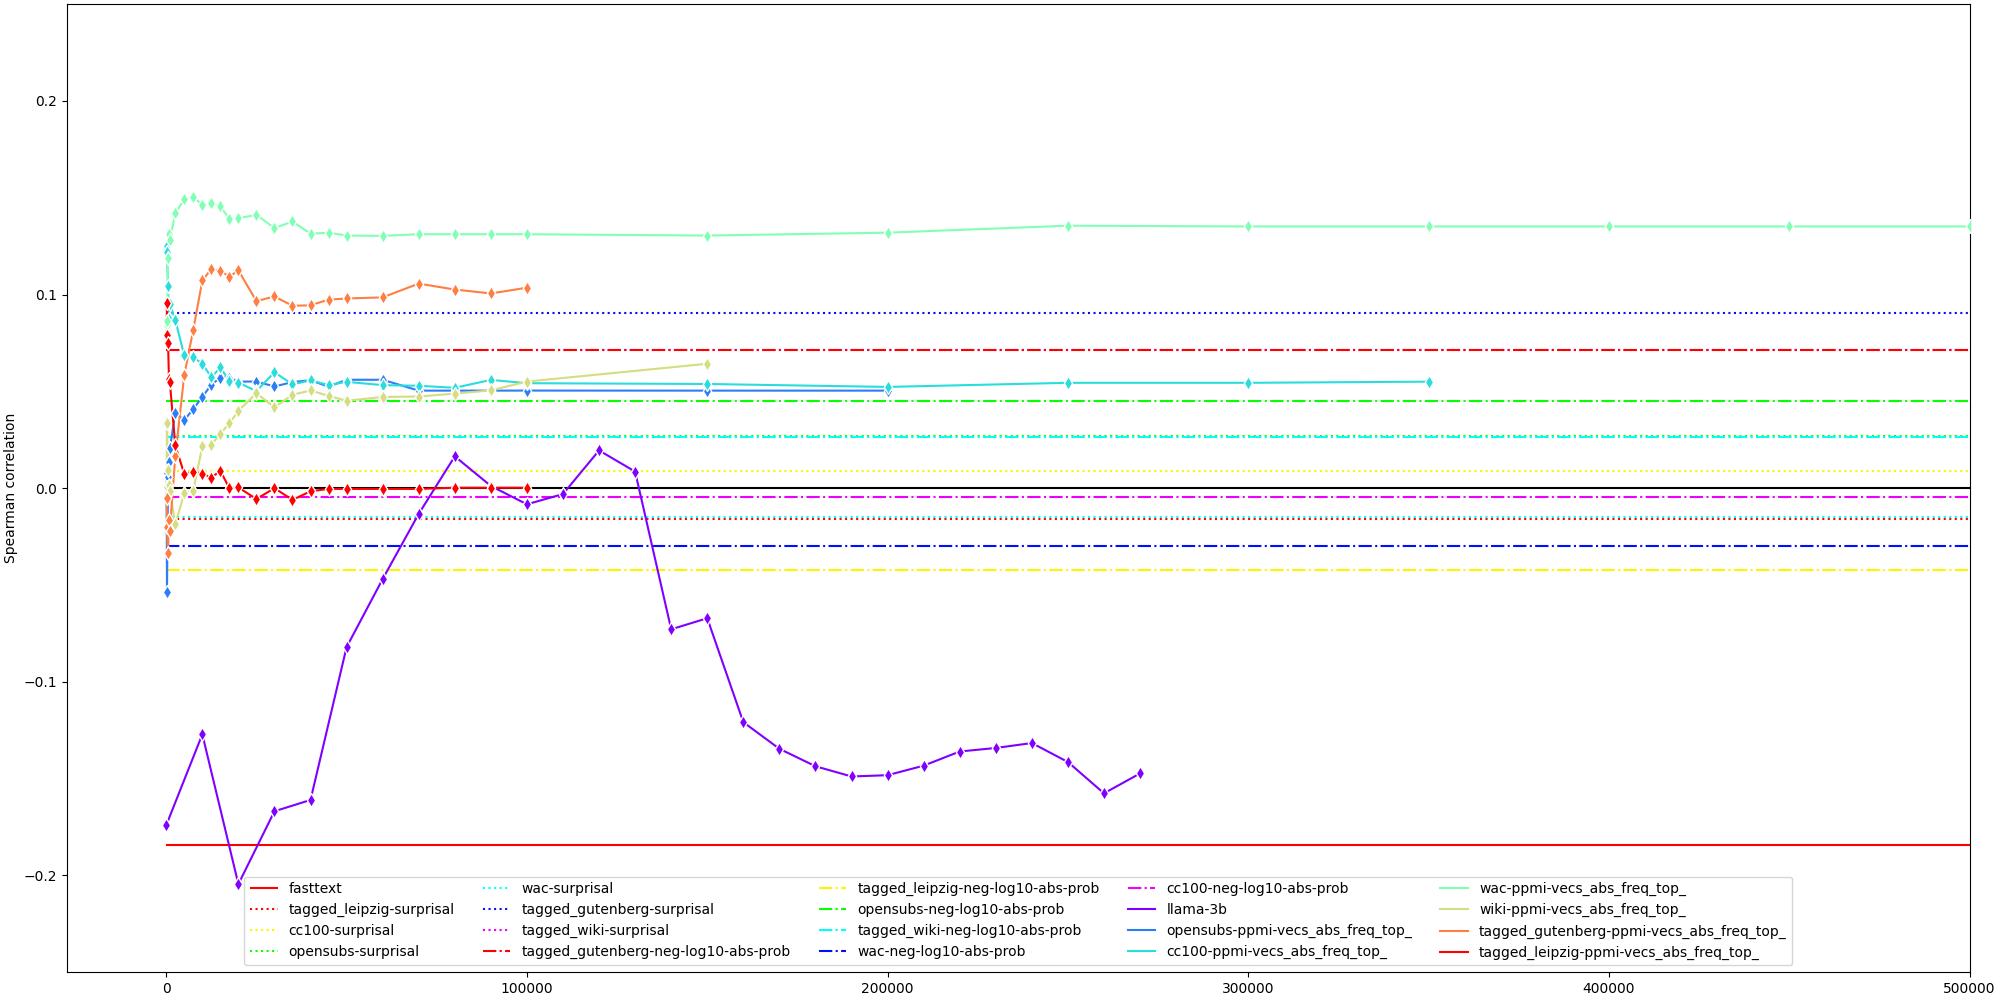 0.2
0.1
0.0
−0.1
−0.2
Spearman correlation
fasttext
tagged_leipzig-surprisal
cc100-surprisal
opensubs-surprisal
wac-surprisal
tagged_gutenberg-surprisal
tagged_wiki-surprisal
tagged_gutenberg-neg-log10-abs-prob
tagged_leipzig-neg-log10-abs-prob
opensubs-neg-log10-abs-prob
tagged_wiki-neg-log10-abs-prob
wac-neg-log10-abs-prob
cc100-neg-log10-abs-prob
llama-3b
opensubs-ppmi-vecs_abs_freq_top_
cc100-ppmi-vecs_abs_freq_top_
wac-ppmi-vecs_abs_freq_top_
wiki-ppmi-vecs_abs_freq_top_
tagged_gutenberg-ppmi-vecs_abs_freq_top_
tagged_leipzig-ppmi-vecs_abs_freq_top_
0 100000 200000 300000 400000 500000